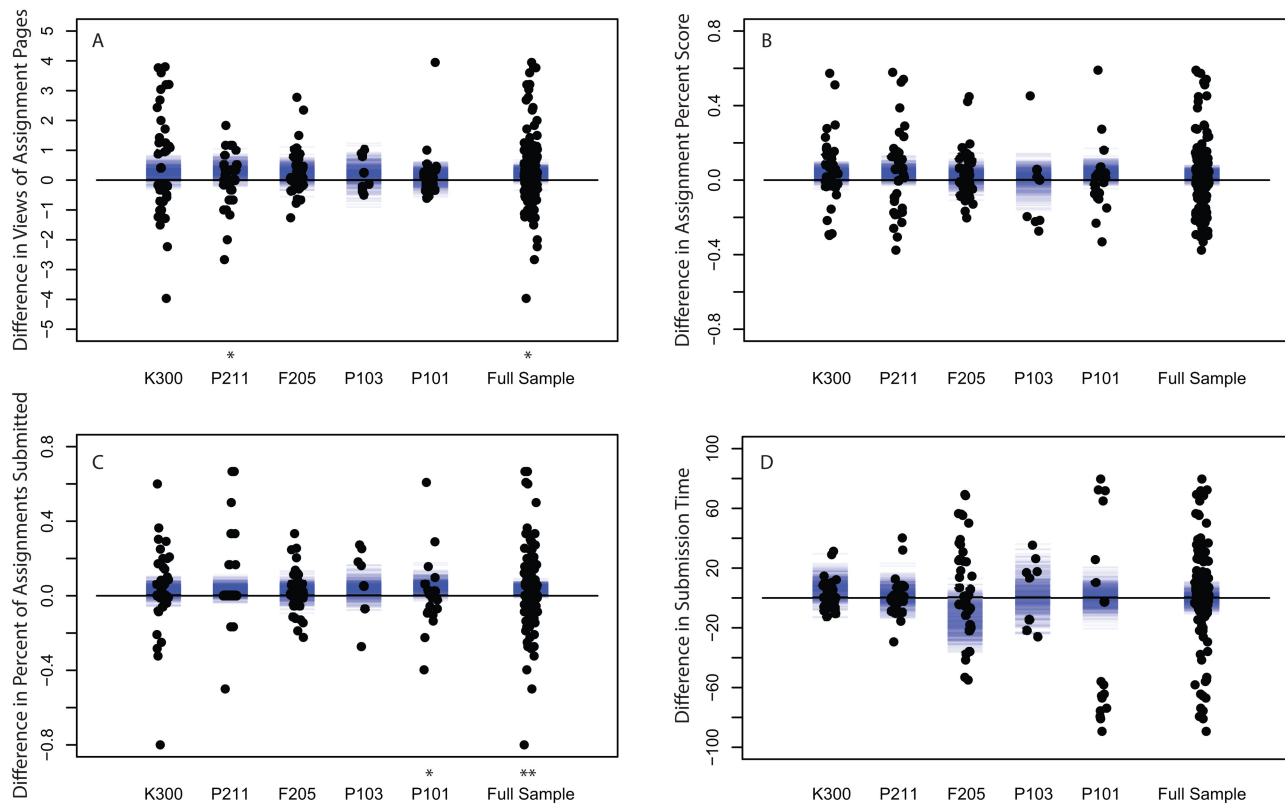 A
Difference in Views of Assignment Pages
5
4
3
2
1
0
−1
−2
−3
−4
−5
* *
K300 P211 F205 P103 P101 Full Sample
B
Difference in Assignment Percent Score
0.8
0.4
0.0
−0.4
−0.8
K300 P211 F205 P103 P101 Full Sample
C
Difference in Percent of Assignments Submitted
0.8
0.4
0.0
−0.4
−0.8
* **
K300 P211 F205 P103 P101 Full Sample
D
Difference in Submission Time
100
60
20
−20
−60
−100
K300 P211 F205 P103 P101 Full Sample